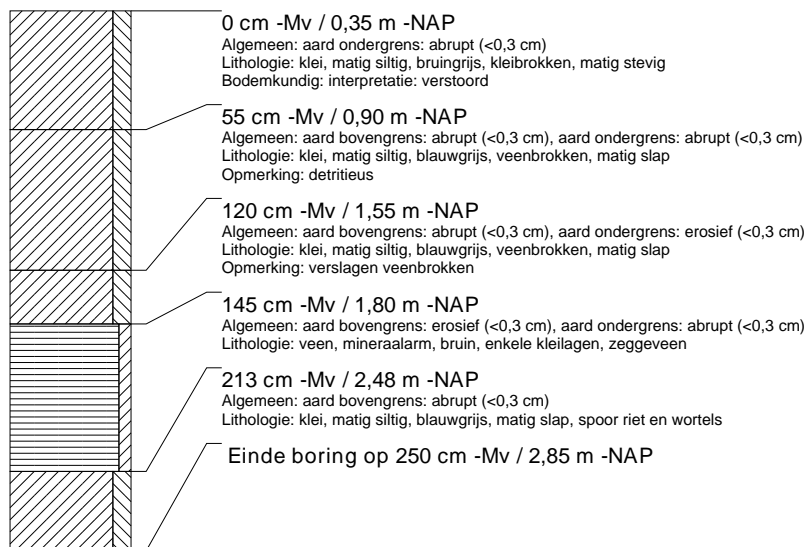 0 cm -Mv / 0,35 m -NAP
Algemeen: aard ondergrens: abrupt (<0,3 cm)
Lithologie: klei, matig siltig, bruingrijs, kleibrokken, matig stevig
Bodemkundig: interpretatie: verstoord
55 cm -Mv / 0,90 m -NAP
Algemeen: aard bovengrens: abrupt (<0,3 cm), aard ondergrens: abrupt (<0,3 cm)
Lithologie: klei, matig siltig, blauwgrijs, veenbrokken, matig slap
Opmerking: detritieus
120 cm -Mv / 1,55 m -NAP
Algemeen: aard bovengrens: abrupt (<0,3 cm), aard ondergrens: erosief (<0,3 cm)
Lithologie: klei, matig siltig, blauwgrijs, veenbrokken, matig slap
Opmerking: verslagen veenbrokken
145 cm -Mv / 1,80 m -NAP
Algemeen: aard bovengrens: erosief (<0,3 cm), aard ondergrens: abrupt (<0,3 cm)
Lithologie: veen, mineraalarm, bruin, enkele kleilagen, zeggeveen
213 cm -Mv / 2,48 m -NAP
Algemeen: aard bovengrens: abrupt (<0,3 cm)
Lithologie: klei, matig siltig, blauwgrijs, matig slap, spoor riet en wortels
Einde boring op 250 cm -Mv / 2,85 m -NAP